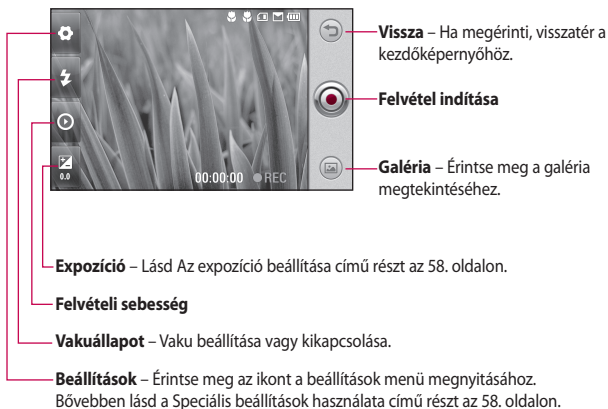 Vissza – Ha megérinti, visszatér a
kezdőképernyőhöz.
Felvétel indítása
Galéria – Érintse meg a galéria
megtekintéséhez.
0.0
00:00:00 REC
Expozíció – Lásd Az expozíció beállítása című részt az 58. oldalon.
Felvételi sebesség
Vakuállapot – Vaku beállítása vagy kikapcsolása.
Beállítások – Érintse meg az ikont a beállítások menü megnyitásához.
Bővebben lásd a Speciális beállítások használata című részt az 58. oldalon.